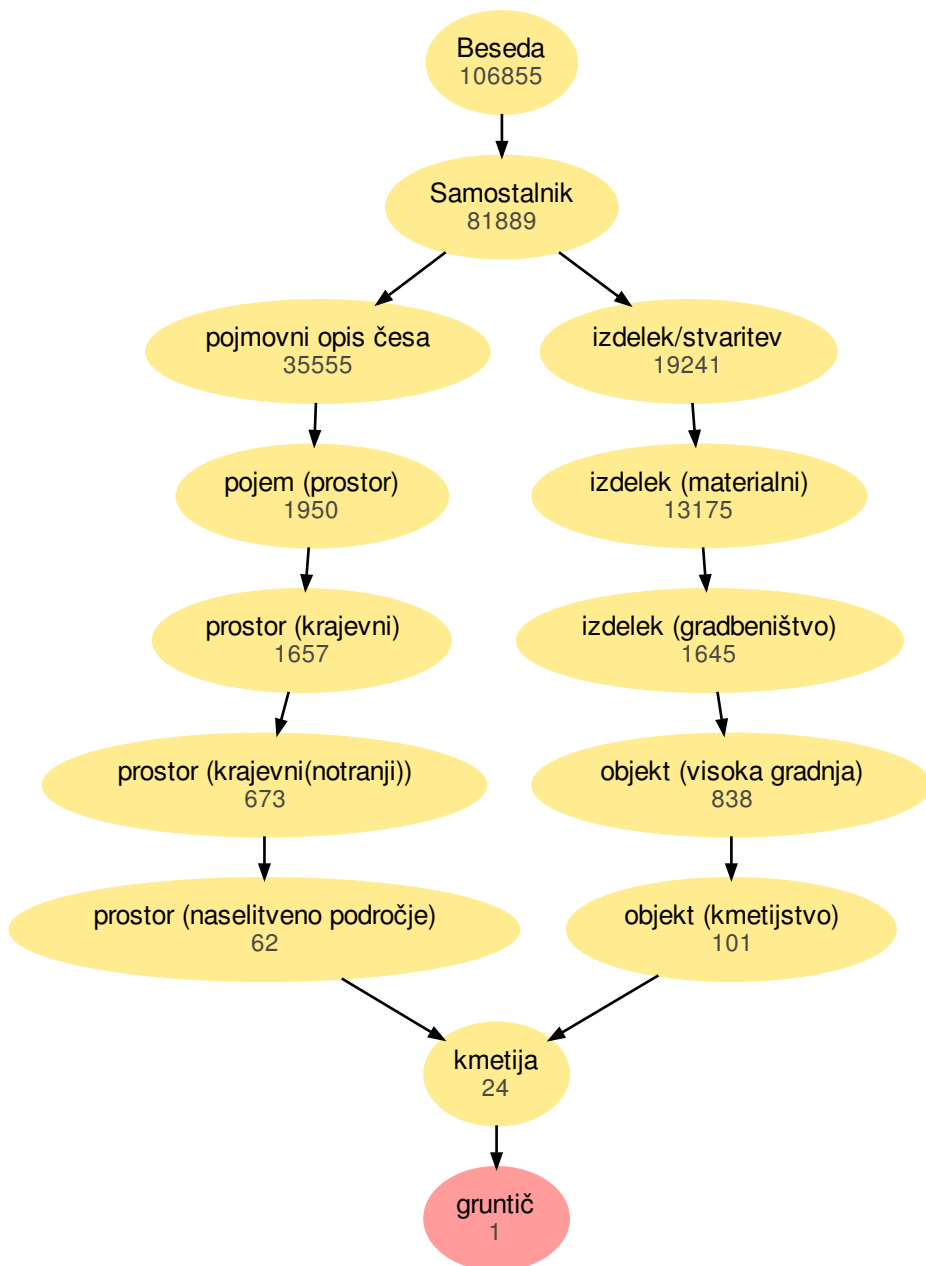 Beseda
106855
Samostalnik
81889
pojmovni opis česa
35555
izdelek/stvaritev
19241
pojem (prostor)
1950
izdelek (materialni)
13175
prostor (krajevni)
1657
izdelek (gradbeništvo)
1645
prostor (krajevni(notranji))
673
objekt (visoka gradnja)
838
prostor (naselitveno področje)
62
objekt (kmetijstvo)
101
kmetija
24
gruntič
1